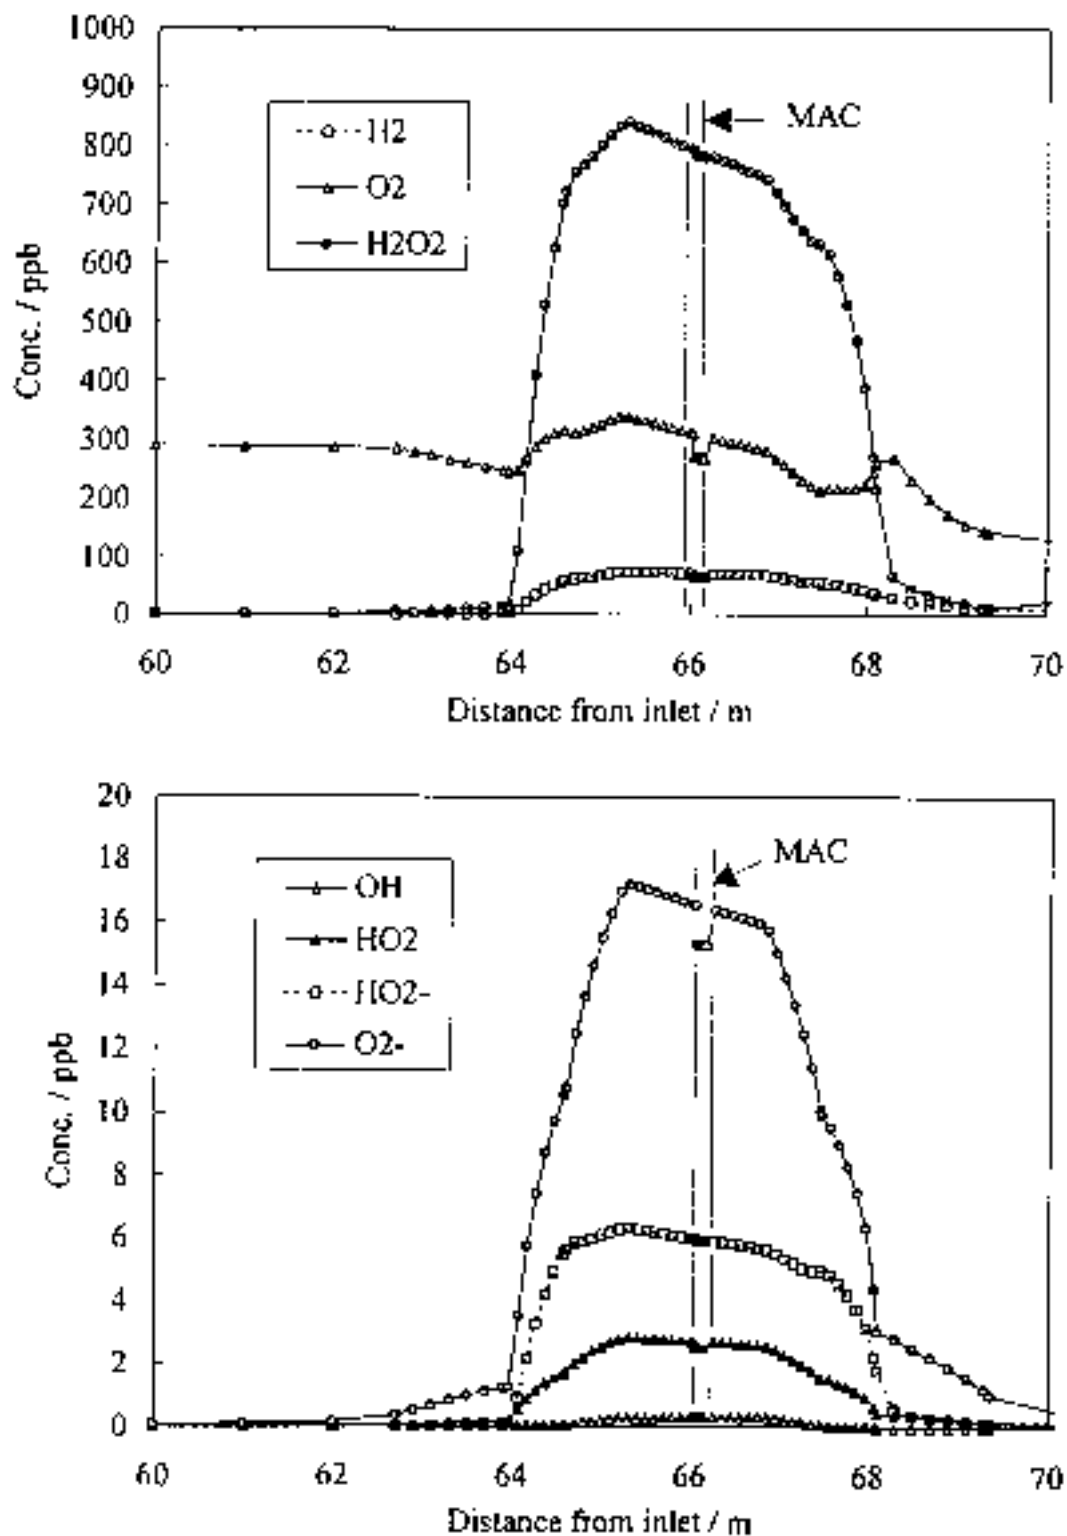 1000
900
800
700
600
500
400
300
200
100
0
Conc. / ppb
H2
O2
H2O2
MAC
60 62 64 66 68 70
Distance from inlet / m
20
18
16
14
12
10
8
6
4
2
0
Conc. / ppb
OH
HO2
HO2-
O2-
MAC
60 62 64 66 68 70
Distance from inlet / m